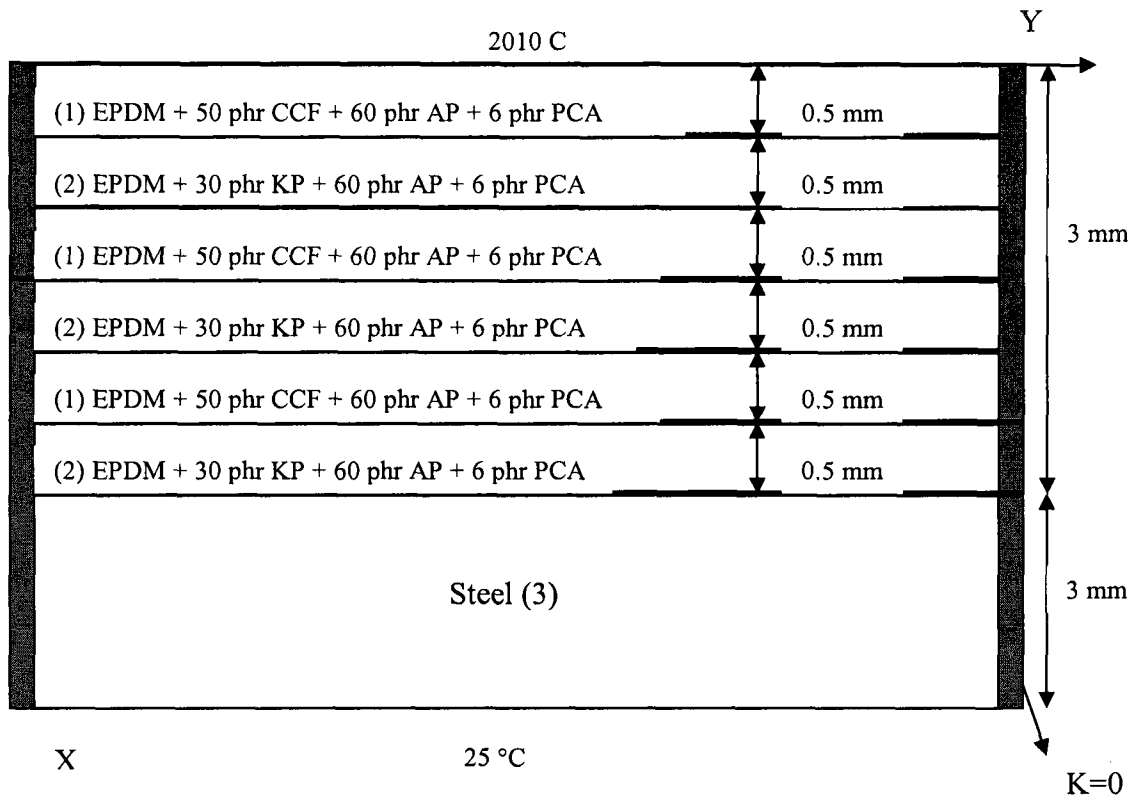 Y
2010 C
(1) EPDM + 50 phr CCF + 60 phr AP + 6 phr PCA 0.5 mm
(2) EPDM + 30 phr KP + 60 phr AP + 6 phr PCA 0.5 mm
(1) EPDM + 50 phr CCF + 60 phr AP + 6 phr PCA 0.5 mm
3 mm
(2) EPDM + 30 phr KP + 60 phr AP + 6 phr PCA 0.5 mm
(1) EPDM + 50 phr CCF + 60 phr AP + 6 phr PCA 0.5 mm
(2) EPDM + 30 phr KP + 60 phr AP + 6 phr PCA 0.5 mm
Steel (3)
3 mm
X
25 °C
K=0